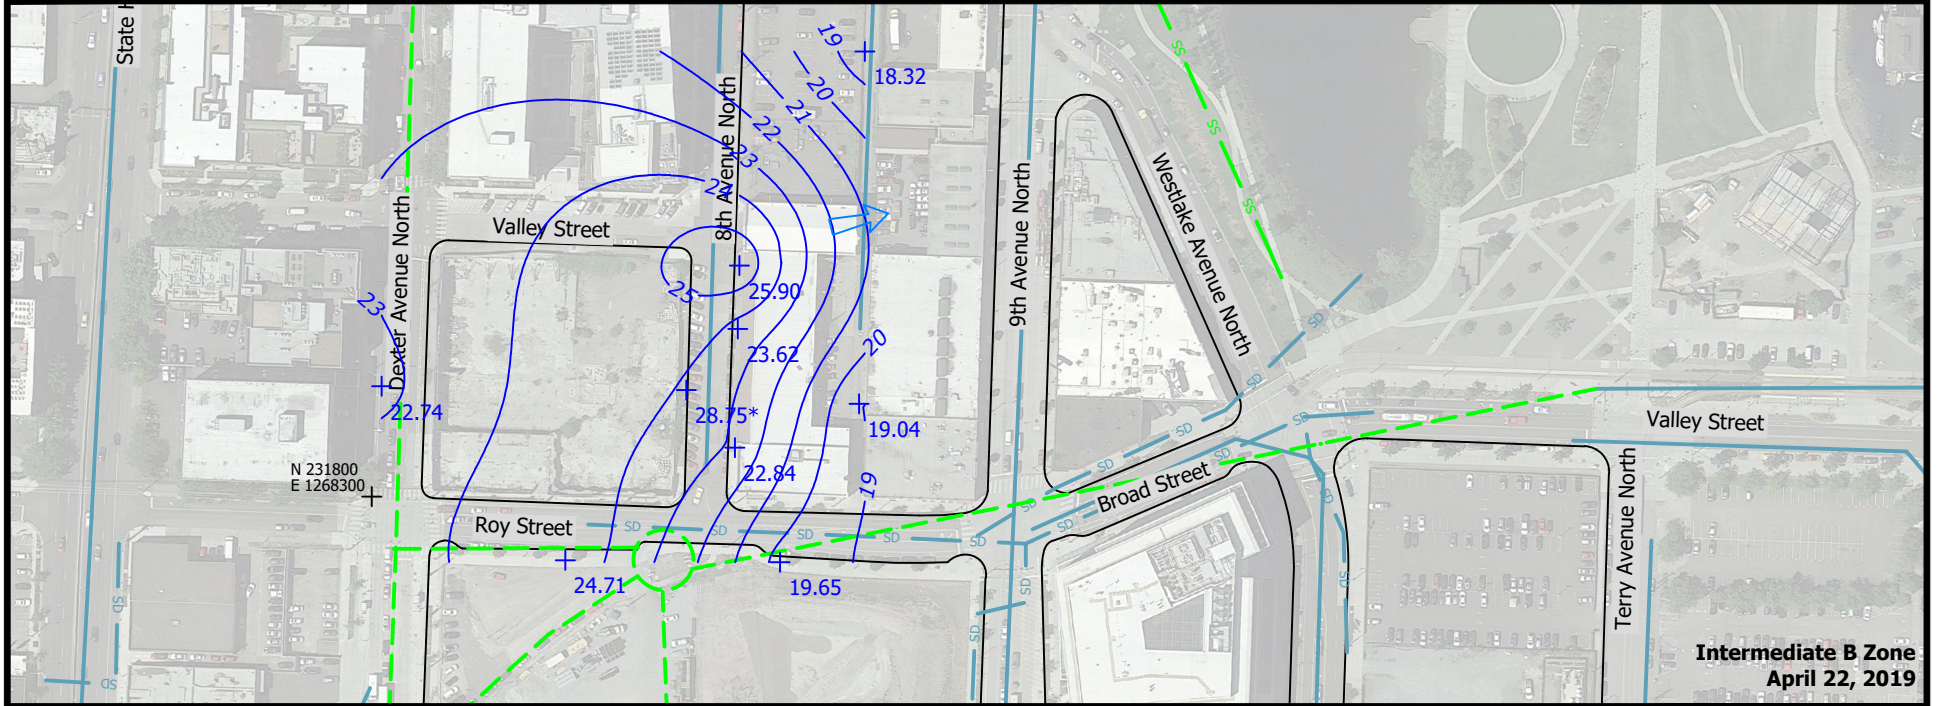 State
19
18.32
20
21
8th Avenue North
22
23
24
SS
SS
SS
Westlake Avenue North
9th Avenue North
Dexter Avenue North
Valley Street
25
25.90
23
23.62
20
SD
22.74
28.75*
19.04
SD
SD
SD
Valley Street
22.84
SD
SD
N 231800
E 1268300
19
Broad Street
SD
Terry Avenue North
Roy Street
SD
SD
SD
SD
SD
SD
SD
24.71
19.65
SD
SD
SD
SD
SD
Intermediate B Zone
April 22, 2019